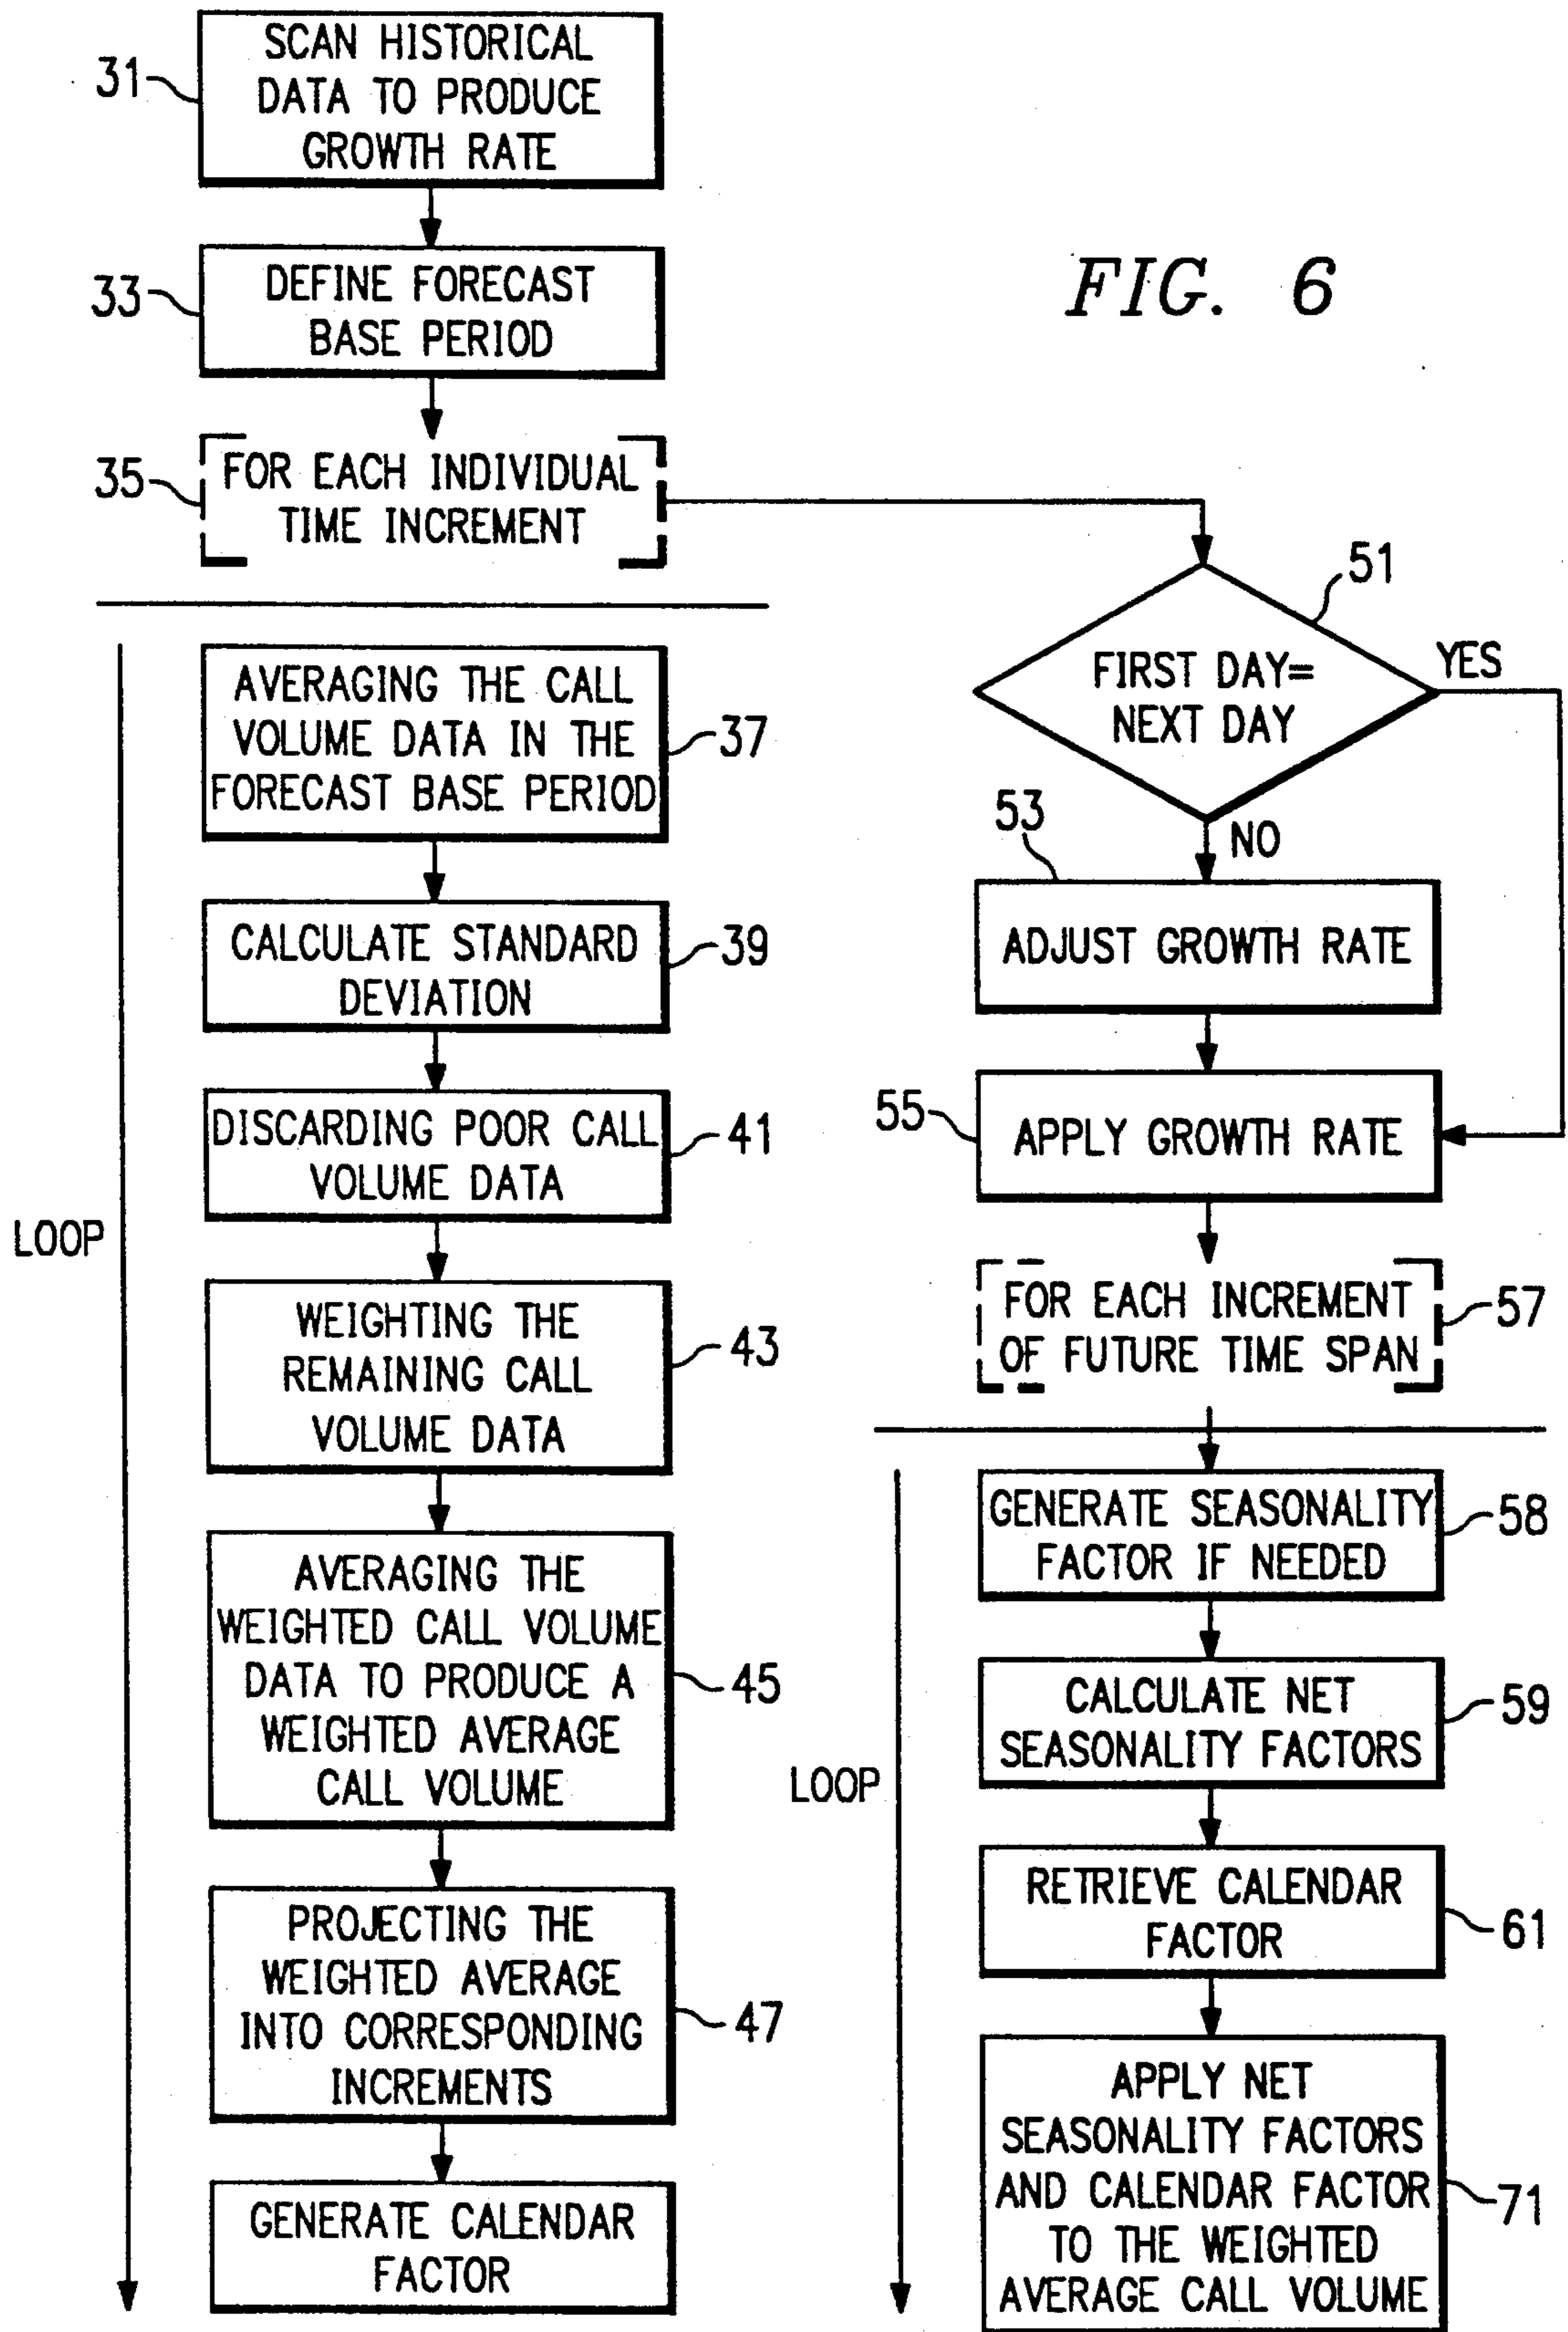 31
SCAN HISTORICAL
DATA TO PRODUCE
GROWTH RATE
33
DEFINE FORECAST
BASE PERIOD
FIG. 6
35
FOR EACH INDIVIDUAL
TIME INCREMENT
LOOP
AVERAGING THE CALL
VOLUME DATA IN THE
FORECAST BASE PERIOD
37
CALCULATE STANDARD
DEVIATION
39
DISCARDING POOR CALL
VOLUME DATA
41
WEIGHTING THE
REMAINING CALL
VOLUME DATA
43
AVERAGING THE
WEIGHTED CALL VOLUME
DATA TO PRODUCE A
WEIGHTED AVERAGE
CALL VOLUME
45
PROJECTING THE
WEIGHTED AVERAGE
INTO CORRESPONDING
INCREMENTS
47
GENERATE CALENDAR
FACTOR
51
FIRST DAY=
NEXT DAY
YES
NO
53
ADJUST GROWTH RATE
55
APPLY GROWTH RATE
FOR EACH INCREMENT
OF FUTURE TIME SPAN
57
LOOP
GENERATE SEASONALITY
FACTOR IF NEEDED
58
CALCULATE NET
SEASONALITY FACTORS
59
RETRIEVE CALENDAR
FACTOR
61
APPLY NET
SEASONALITY FACTORS
AND CALENDAR FACTOR
TO THE WEIGHTED
AVERAGE CALL VOLUME
71